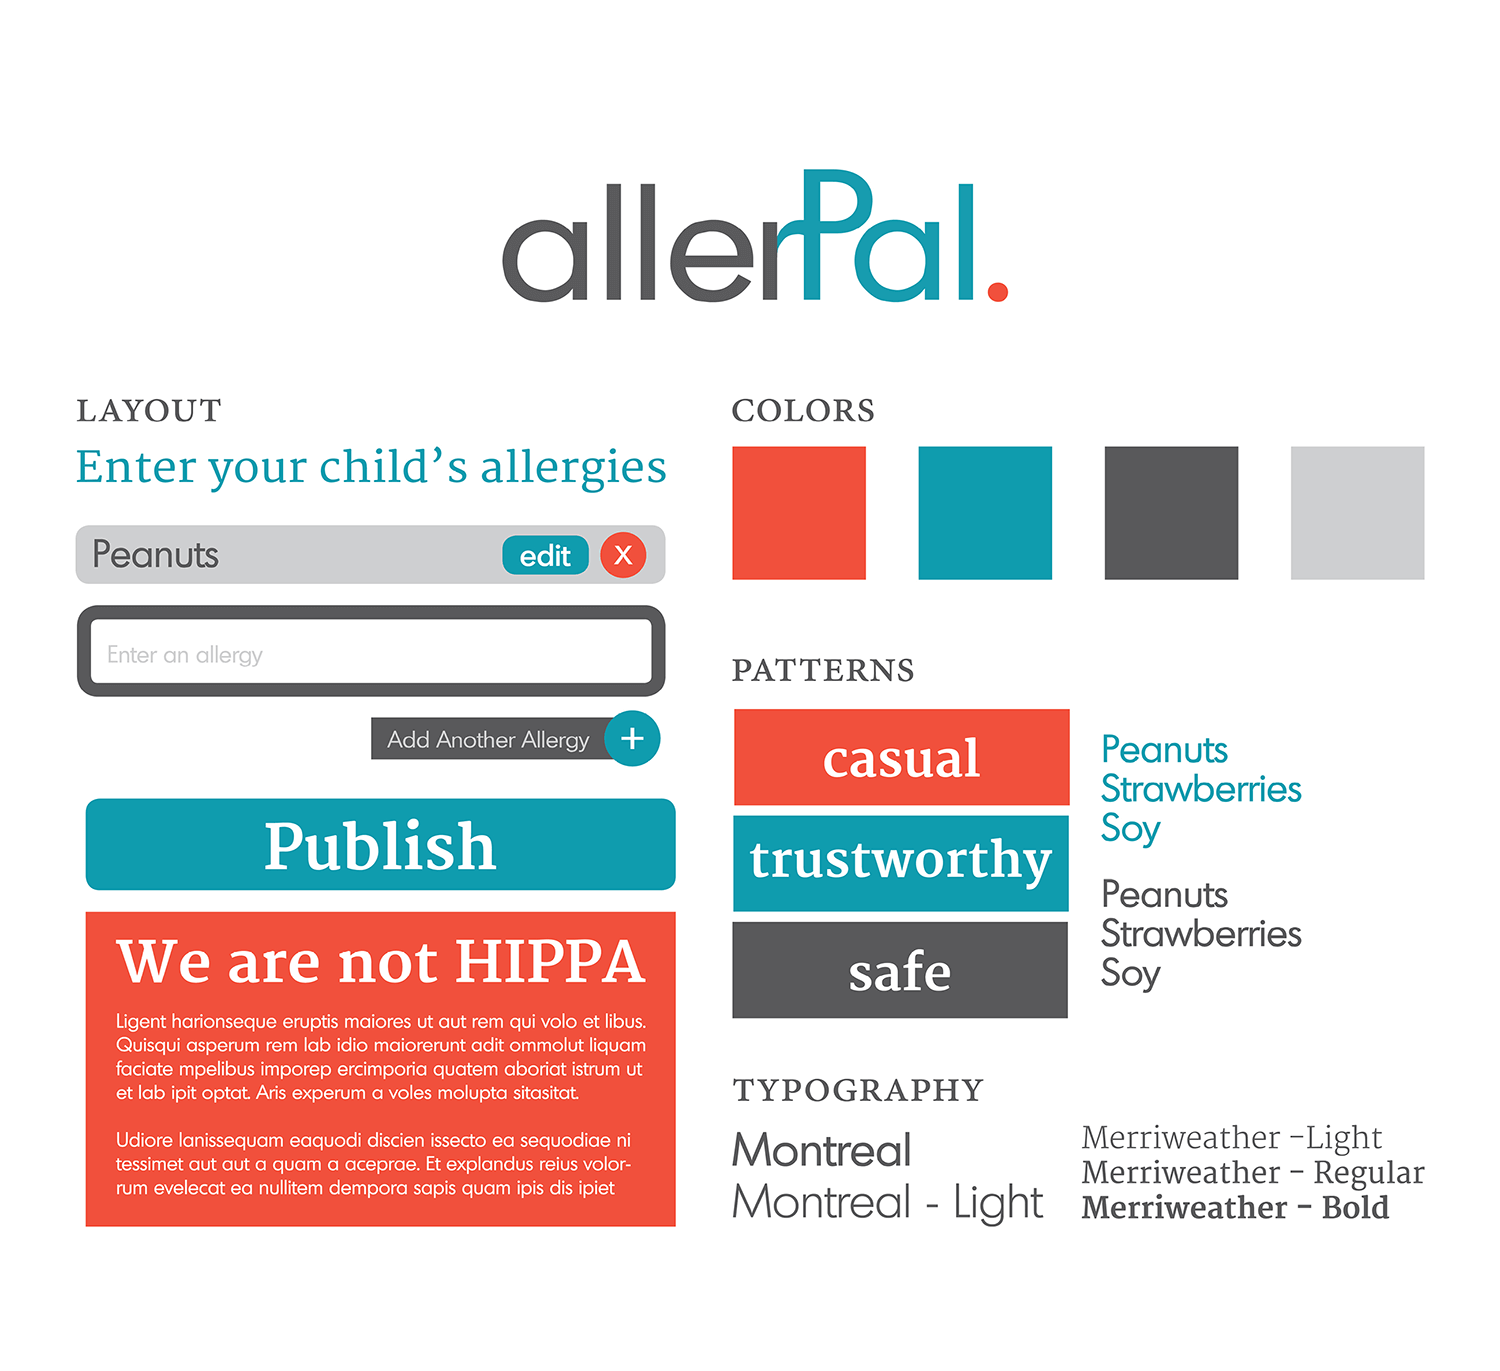 allerPal.
LAYOUT
Enter your child’s allergies
Peanuts
edit
x
Enter an allergy
Add Another Allergy
+
Publish
We are not HIPPA
Ligent harionseque eruptis maiores ut aut rem qui volo et libus.
Quisqui asperum rem lab idio maiorerunt adit ommolut liquam
faciate mpelibus imporep ercimporia quatem aboriat istrum ut
et lab ipit optat. Aris experum a voles molupta sitasitat.
Udiore lanissequam eaquodi discien issecto ea sequodiae ni
tessimet aut aut a quam a aceprae. Et explandus reius volor-
rum evelecat ea nullitem dempora sapis quam ipis dis ipiet
COLORS
PATTERNS
casual
trustworthy
safe
Peanuts
Strawberries
Soy
Peanuts
Strawberries
Soy
TYPOGRAPHY
Montreal
Montreal - Light
Merriweather –Light
Merriweather – Regular
Merriweather – Bold